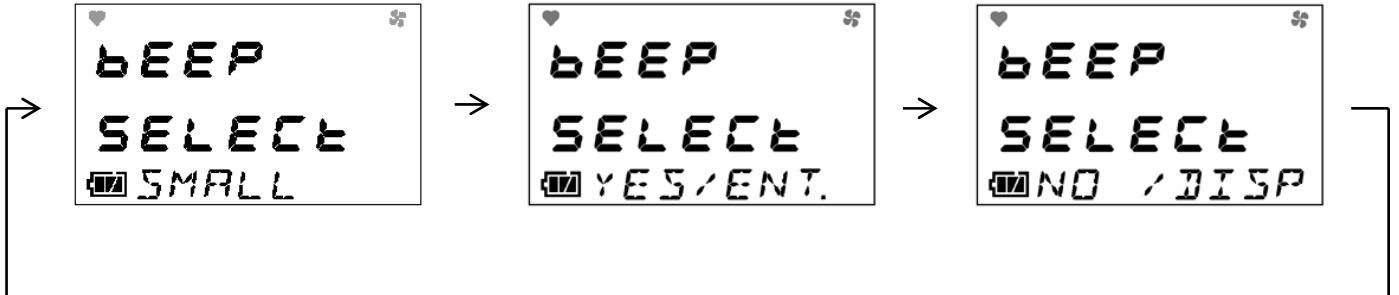 bEEP
SELECt
SMALL
bEEP
SELECt
YES/ENT.
bEEP
SELECt
NO /DISP